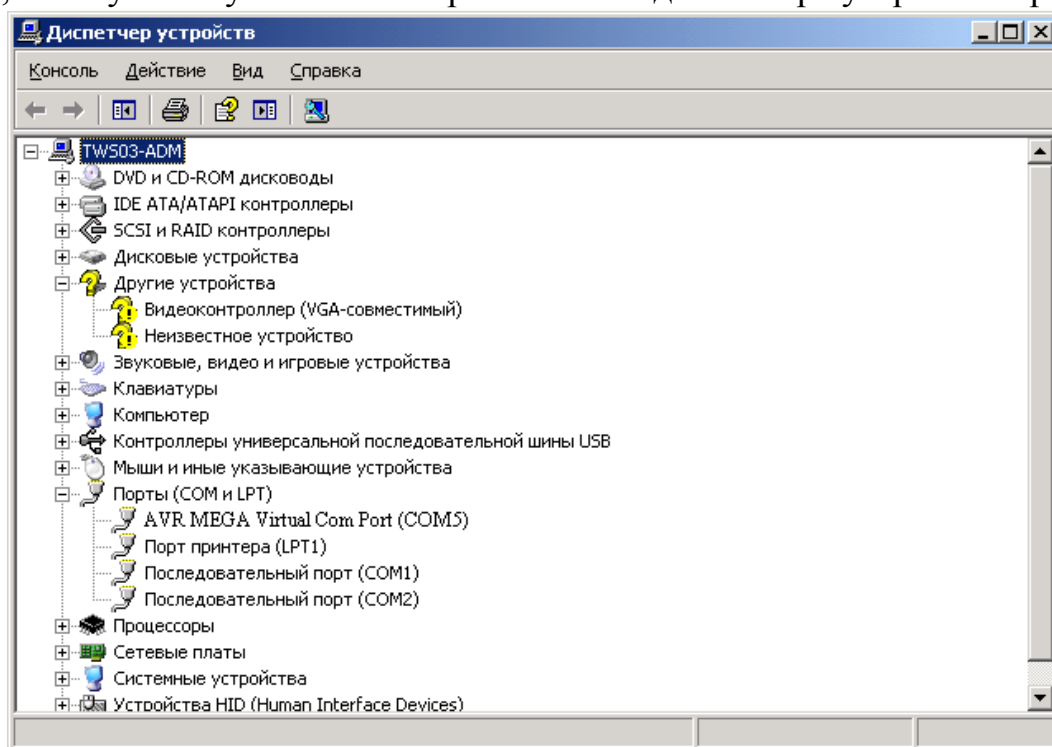 Диспетчер устройств
Консоль Действие Вид Справка
TWS03-ADM
DVD и CD-ROM дисководы
IDE ATA/ATAPI контроллеры
SCSI и RAID контроллеры
Дисковые устройства
Другие устройства
Видеоконтроллер (VGA-совместимый)
Неизвестное устройство
Звуковые, видео и игровые устройства
Клавиатуры
Компьютер
Контроллеры универсальной последовательной шины USB
Мыши и иные указывающие устройства
Порты (COM и LPT)
AVR MEGA Virtual Com Port (COM5)
Порт принтера (LPT1)
Последовательный порт (COM1)
Последовательный порт (COM2)
Процессоры
Сетевые платы
Системные устройства
Устройства HID (Human Interface Devices)